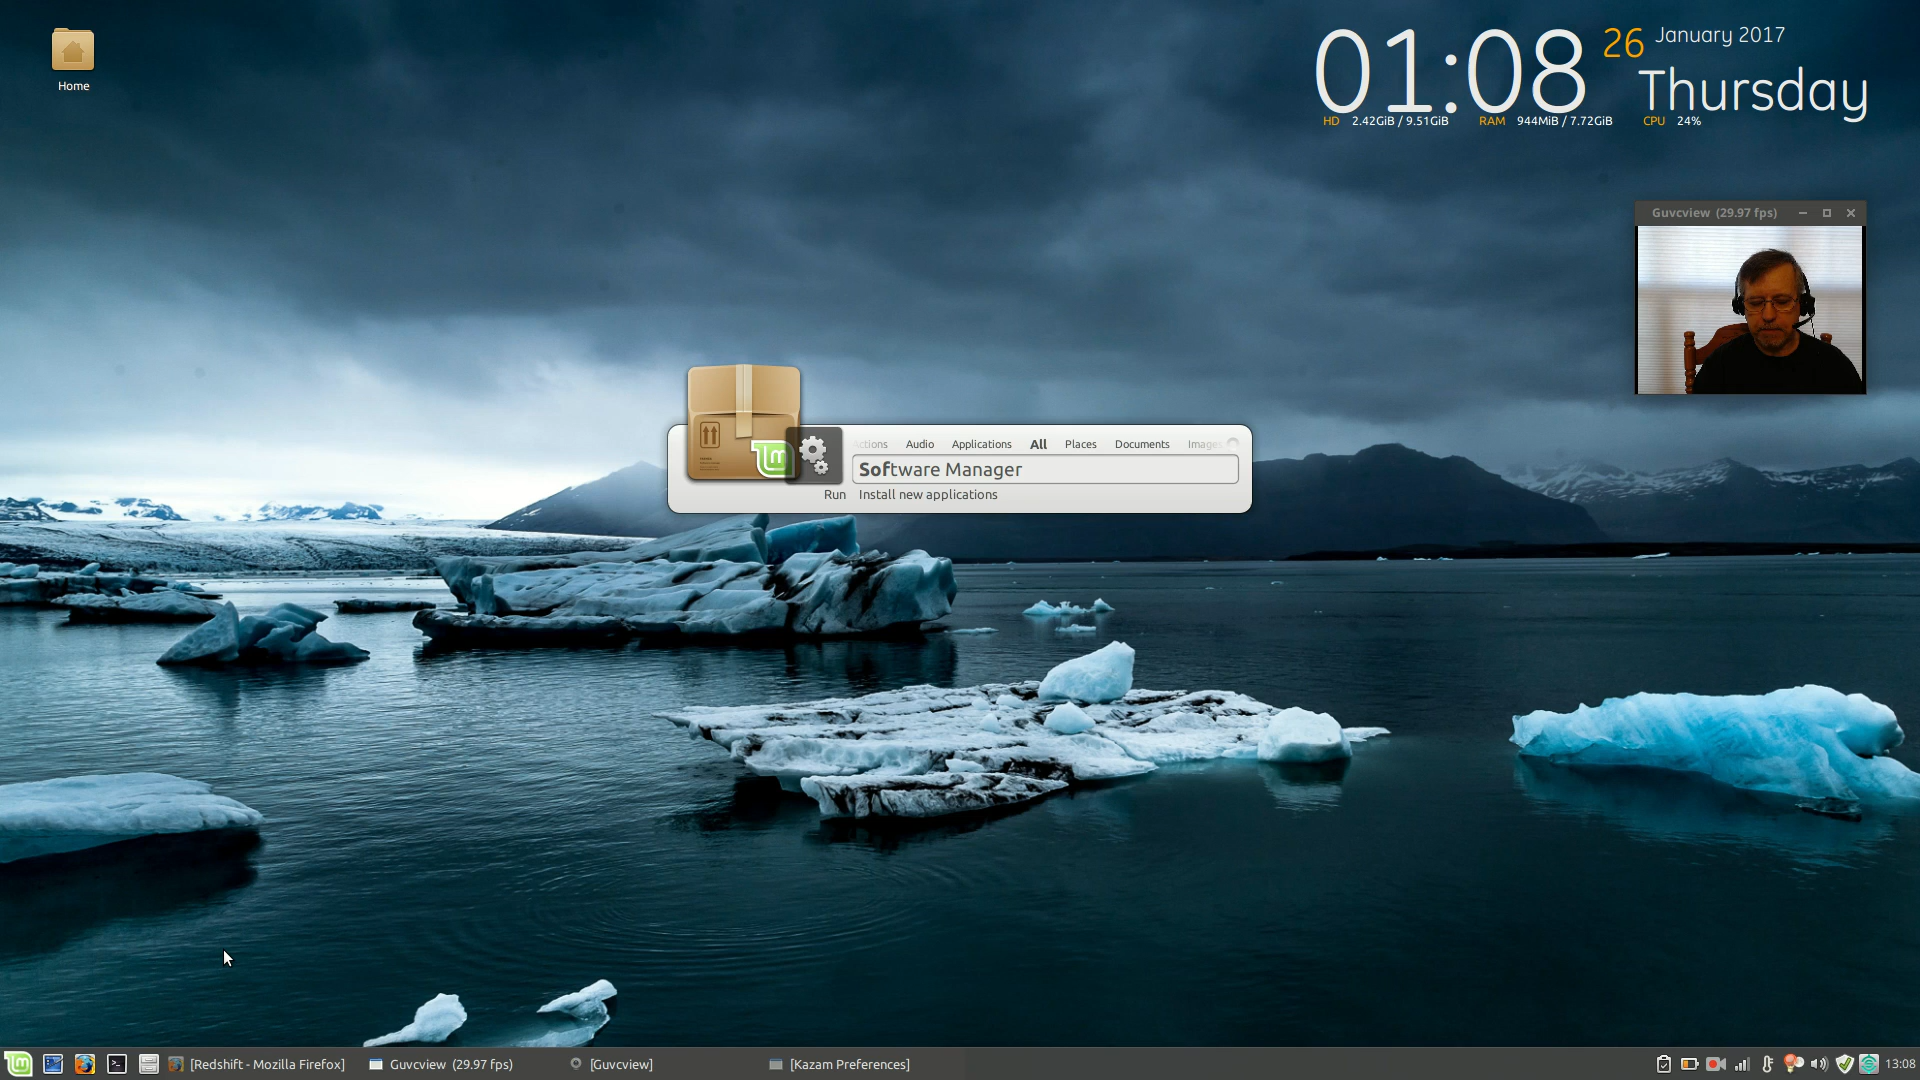 Home
01:08
26 January 2017
Thursday
HD 2.42GiB / 9.51GiB RAM 944MiB / 7.72GiB CPU 24%
Guvcview (29.97 fps)
Actions Audio Applications All Places Documents Images
Software Manager
Run Install new applications
[Redshift - Mozilla Firefox] Guvcview (29.97 fps) [Guvcview] [Kazam Preferences] 13:08